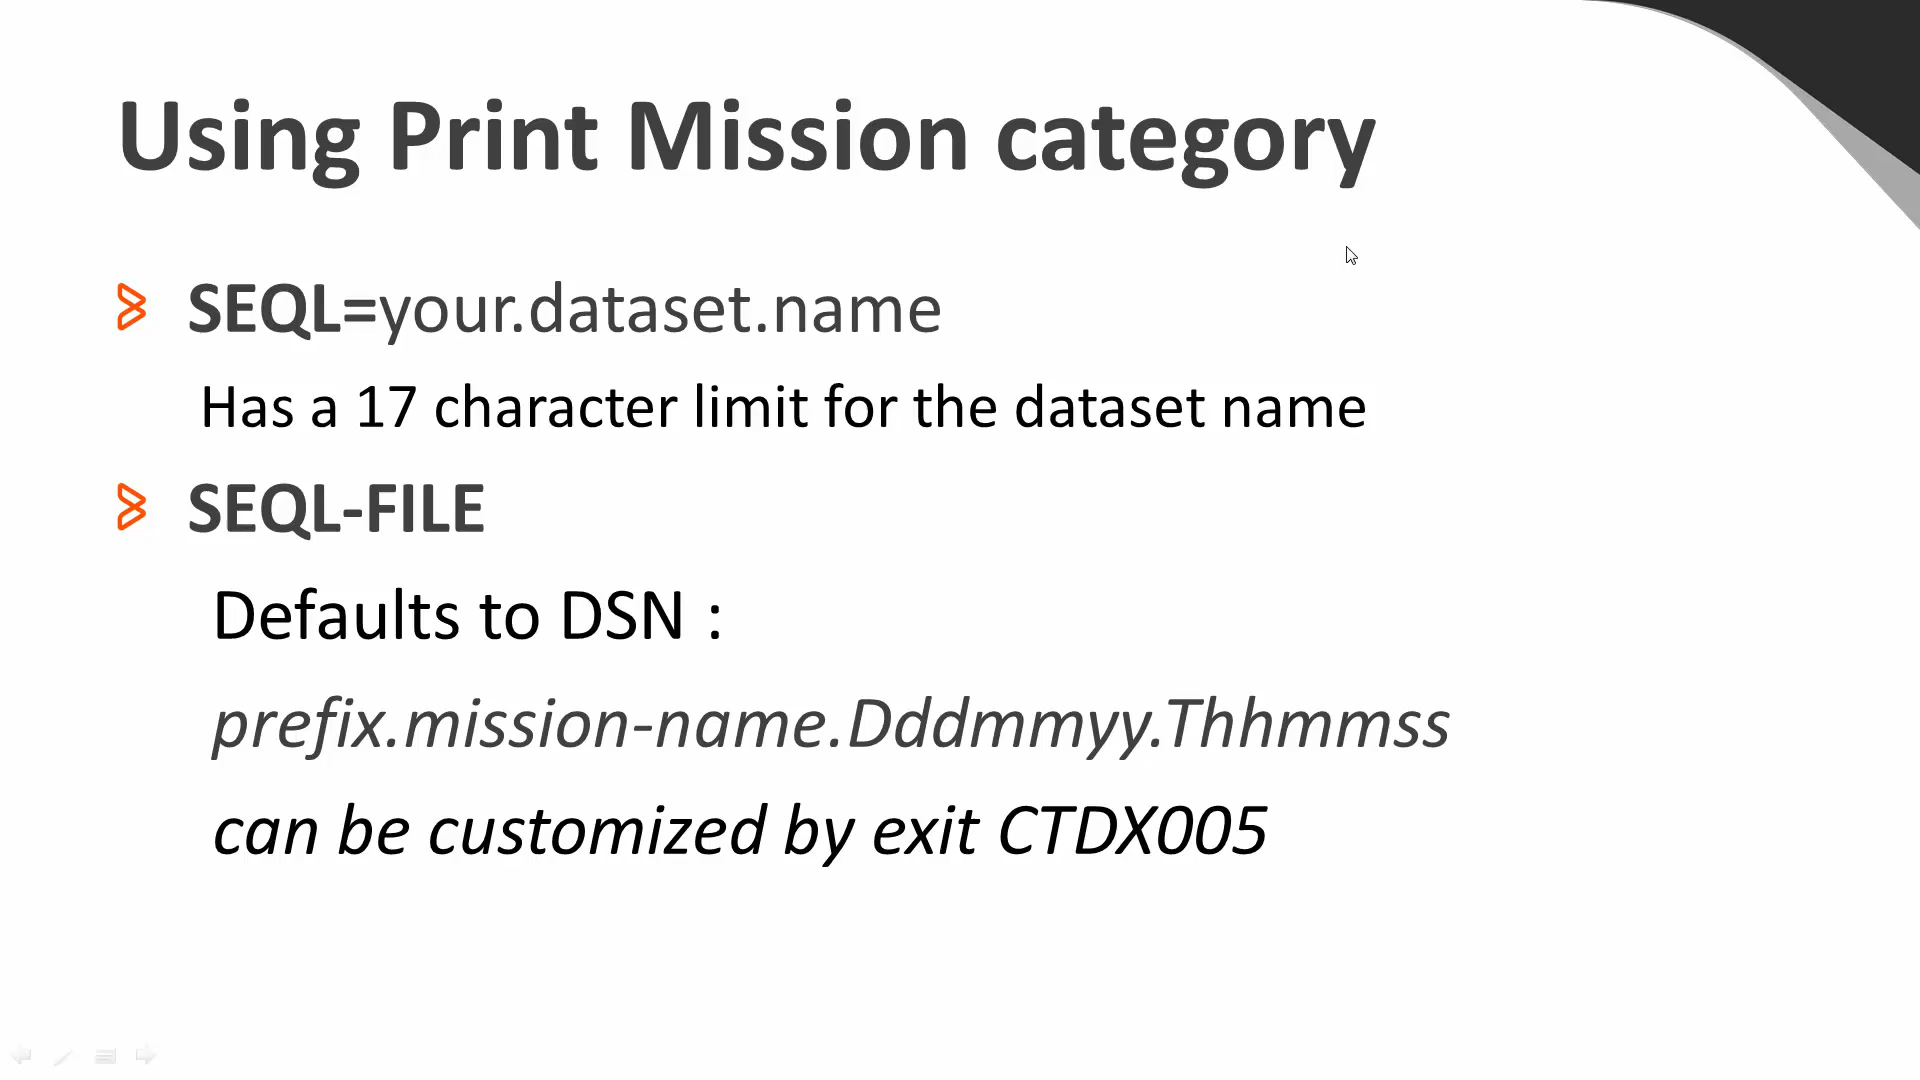 Using Print Mission category
SEQL=your.dataset.name
Has a 17 character limit for the dataset name
SEQL-FILE
Defaults to DSN :
prefix.mission-name.Dddmmyy.Thhmmss
can be customized by exit CTDX005